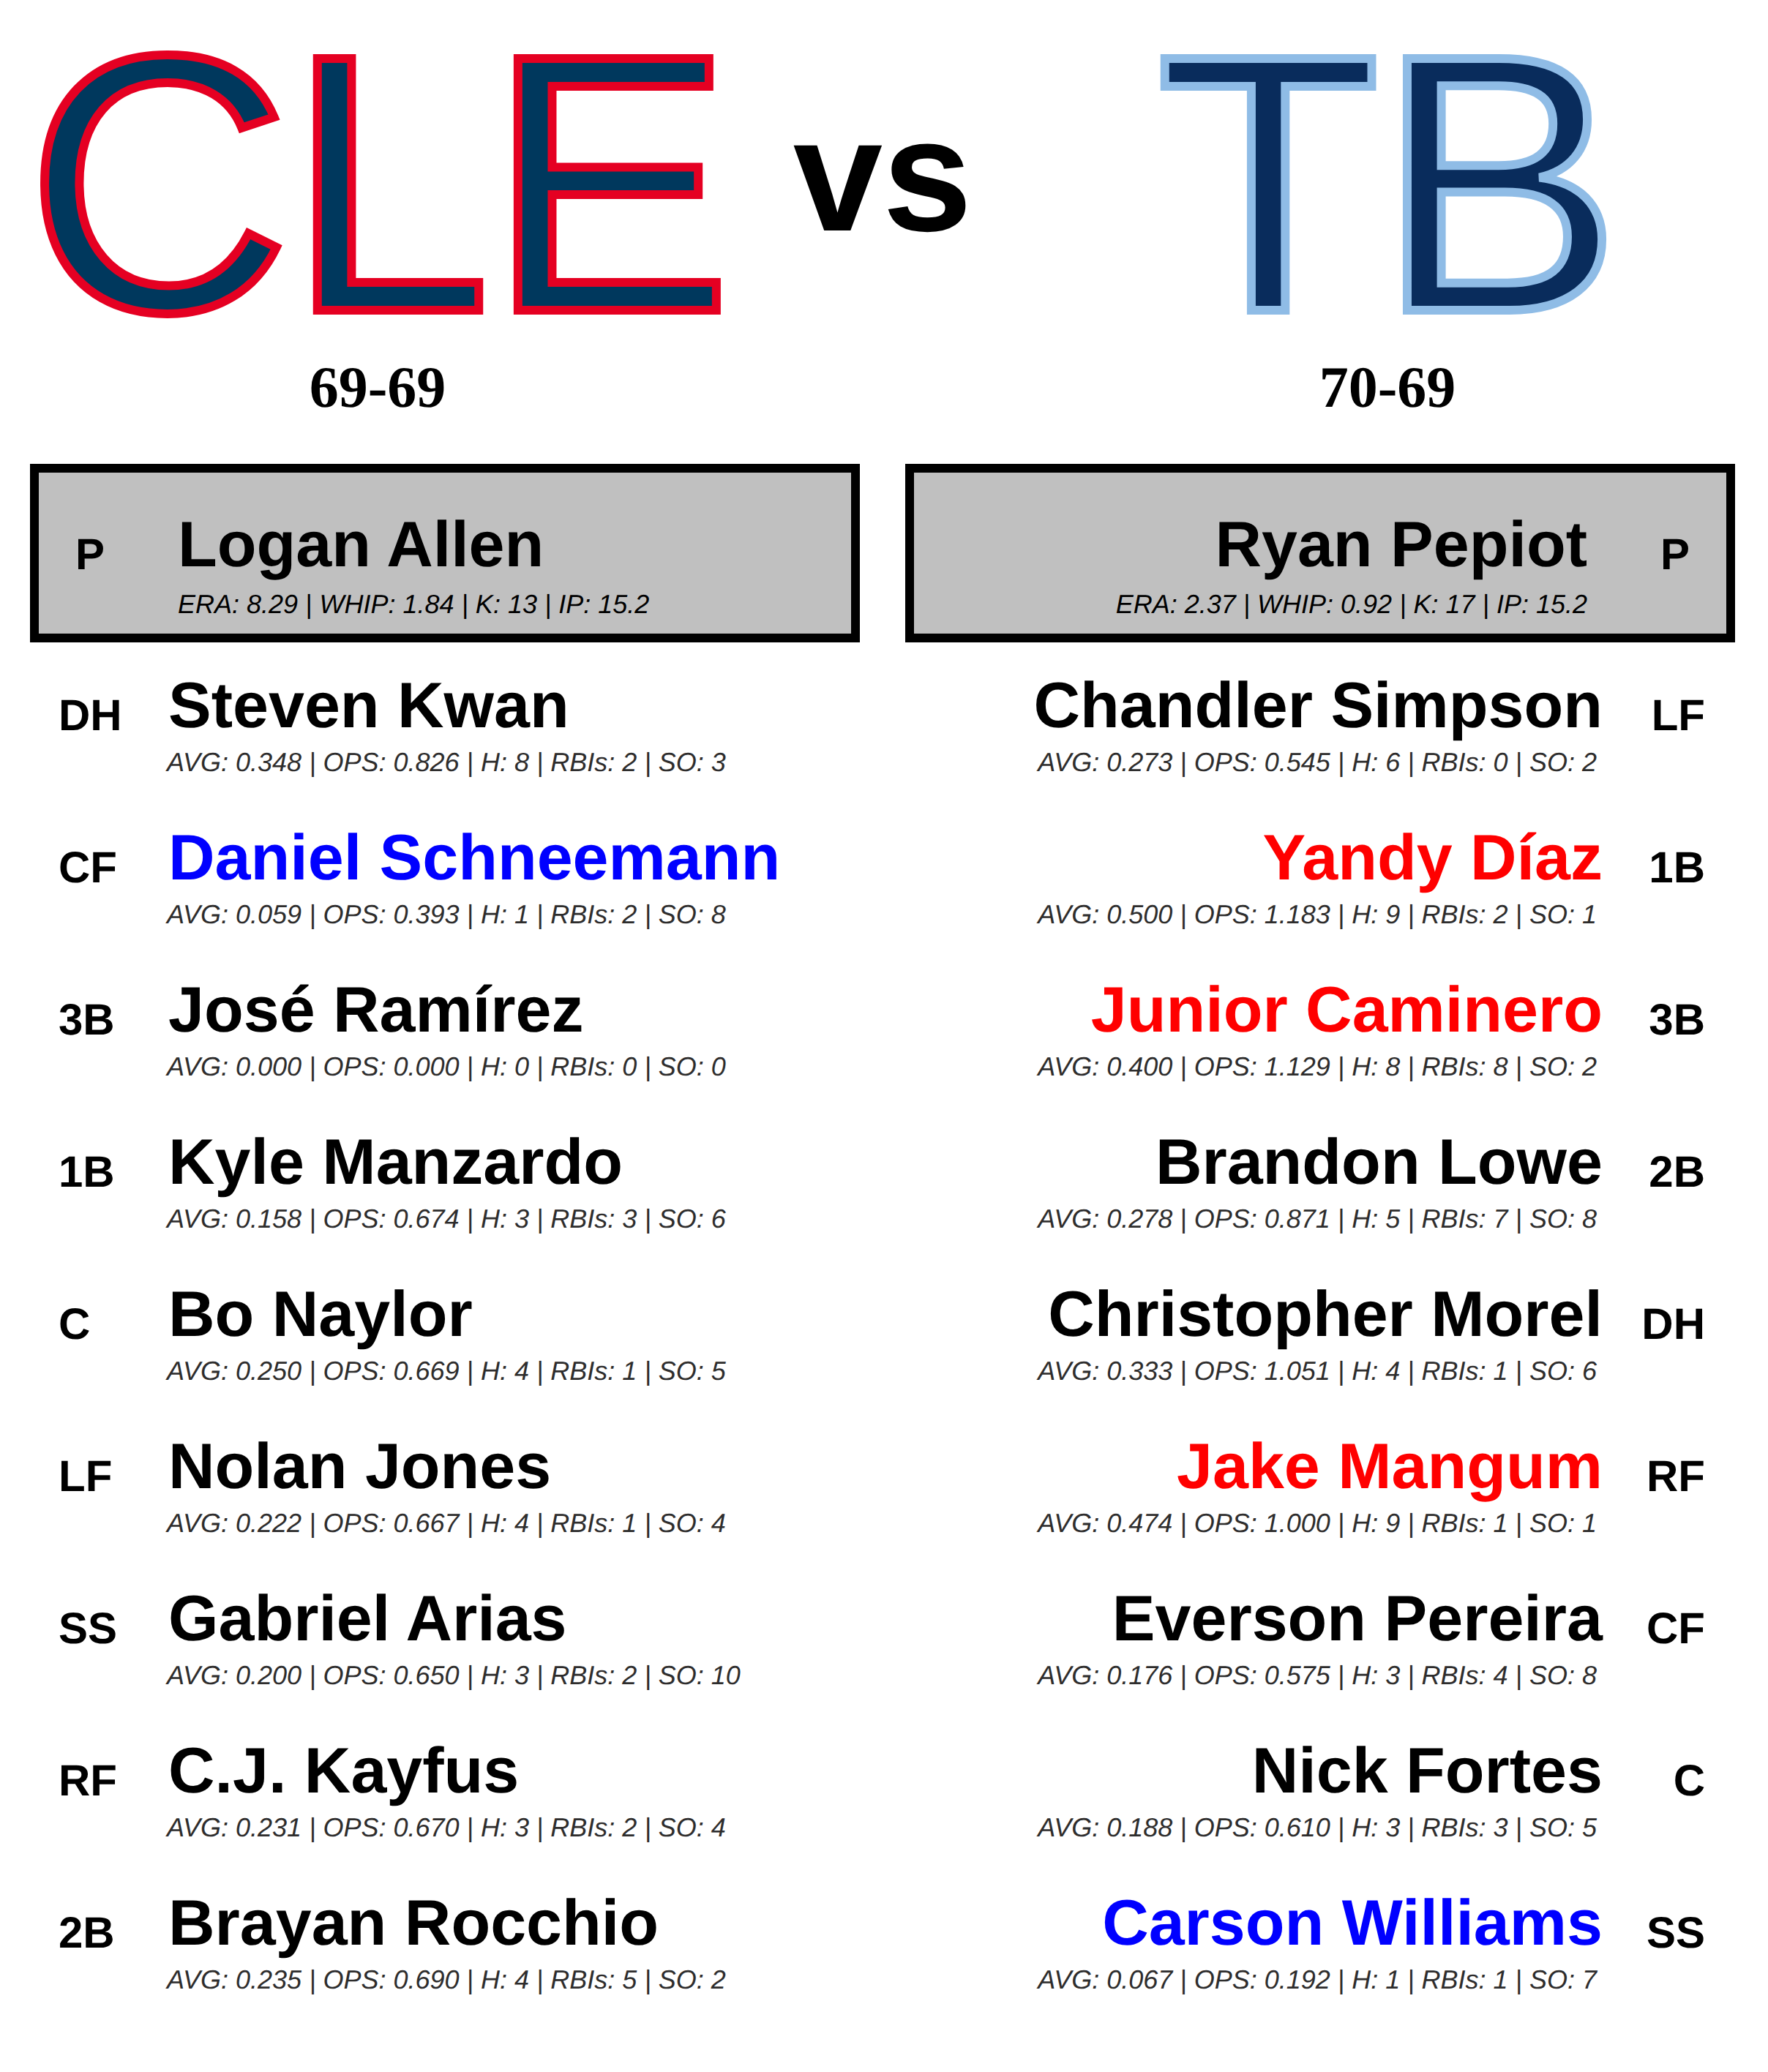 CLE vs TB
69-69
70-69
P Logan Allen
ERA: 8.29 | WHIP: 1.84 | K: 13 | IP: 15.2
Ryan Pepiot P
ERA: 2.37 | WHIP: 0.92 | K: 17 | IP: 15.2
DH Steven Kwan
AVG: 0.348 | OPS: 0.826 | H: 8 | RBIs: 2 | SO: 3
CF Daniel Schneemann
AVG: 0.059 | OPS: 0.393 | H: 1 | RBIs: 2 | SO: 8
3B José Ramírez
AVG: 0.000 | OPS: 0.000 | H: 0 | RBIs: 0 | SO: 0
1B Kyle Manzardo
AVG: 0.158 | OPS: 0.674 | H: 3 | RBIs: 3 | SO: 6
C Bo Naylor
AVG: 0.250 | OPS: 0.669 | H: 4 | RBIs: 1 | SO: 5
LF Nolan Jones
AVG: 0.222 | OPS: 0.667 | H: 4 | RBIs: 1 | SO: 4
SS Gabriel Arias
AVG: 0.200 | OPS: 0.650 | H: 3 | RBIs: 2 | SO: 10
RF C.J. Kayfus
AVG: 0.231 | OPS: 0.670 | H: 3 | RBIs: 2 | SO: 4
2B Brayan Rocchio
AVG: 0.235 | OPS: 0.690 | H: 4 | RBIs: 5 | SO: 2
Chandler Simpson LF
AVG: 0.273 | OPS: 0.545 | H: 6 | RBIs: 0 | SO: 2
Yandy Díaz 1B
AVG: 0.500 | OPS: 1.183 | H: 9 | RBIs: 2 | SO: 1
Junior Caminero 3B
AVG: 0.400 | OPS: 1.129 | H: 8 | RBIs: 8 | SO: 2
Brandon Lowe 2B
AVG: 0.278 | OPS: 0.871 | H: 5 | RBIs: 7 | SO: 8
Christopher Morel DH
AVG: 0.333 | OPS: 1.051 | H: 4 | RBIs: 1 | SO: 6
Jake Mangum RF
AVG: 0.474 | OPS: 1.000 | H: 9 | RBIs: 1 | SO: 1
Everson Pereira CF
AVG: 0.176 | OPS: 0.575 | H: 3 | RBIs: 4 | SO: 8
Nick Fortes C
AVG: 0.188 | OPS: 0.610 | H: 3 | RBIs: 3 | SO: 5
Carson Williams SS
AVG: 0.067 | OPS: 0.192 | H: 1 | RBIs: 1 | SO: 7